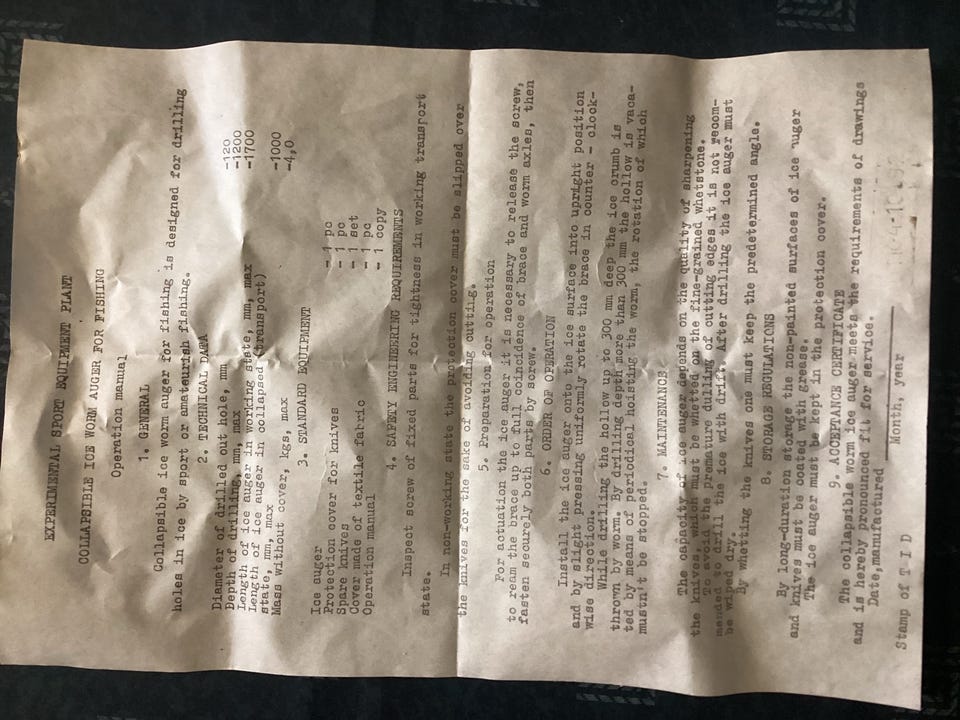 EXPERIMENTAL SPORT EQUIPMENT PLANT
COLLAPSIBLE ICE WORM AUGER FOR FISHING
Operation manual
1. GENERAL
Collapsible ice worm auger for fishing is designed for drilling
holes in ice by sport or amateurish fishing.
2. TECHNICAL DATA
Diameter of drilled out hole, mm -120
Depth of drilling, mm, max -1200
Length of ice auger in working state, mm, max -1700
Length of ice auger in collapsed (transport)
state, mm, max -1000
Mass without cover, kgs, max -4,0
3. STANDARD EQUIPMENT
Ice auger - 1 pc
Protection cover for knives - 1 pc
Spare knives - 1 set
Cover made of textile fabric - 1 pc
Operation manual - 1 copy
4. SAFETY ENGINEERING REQUIREMENTS
Inspect screw of fixed parts for tightness in working transport
state.
In non-working state the protection cover must be slipped over
the knives for the sake of avoiding cutting.
5. Preparation for operation
For actuation the ice auger it is necessary to release the screw,
to ream the brace up to full coincidence of brace and worm axles, then
fasten securely both parts by screw.
6. ORDER OF OPERATION
Install the ice auger onto the ice surface into upright position
and by slight pressing uniformly rotate the brace in counter - clock-
wise direction.
While drilling the hollow up to 300 mm deep the ice crumb is
thrown by worm. By drilling depth more than 300 mm the hollow is vaca-
ted by means of periodical hoisting the worm, the rotation of which
mustn't be stopped.
7. MAINTENANCE
The capacity of ice auger depends on the quality of sharpening
the knives, which must be whetted on the fine-grained whetstone.
To avoid the premature dulling of cutting edges it is not recom-
mended to drill the ice with drift. After drilling the ice auger must
be wiped dry.
By whetting the knives one must keep the predetermined angle.
8. STORAGE REGULATIONS
By long-duration storage the non-painted surfaces of ice auger
and knives must be coated with grease.
The ice auger must be kept in the protection cover.
9. ACCEPTANCE CERTIFICATE
The collapsible worm ice auger meets the requirements of drawings
and is hereby pronounced fit for service.
Date, manufactured
Month, year
Stamp of T I D